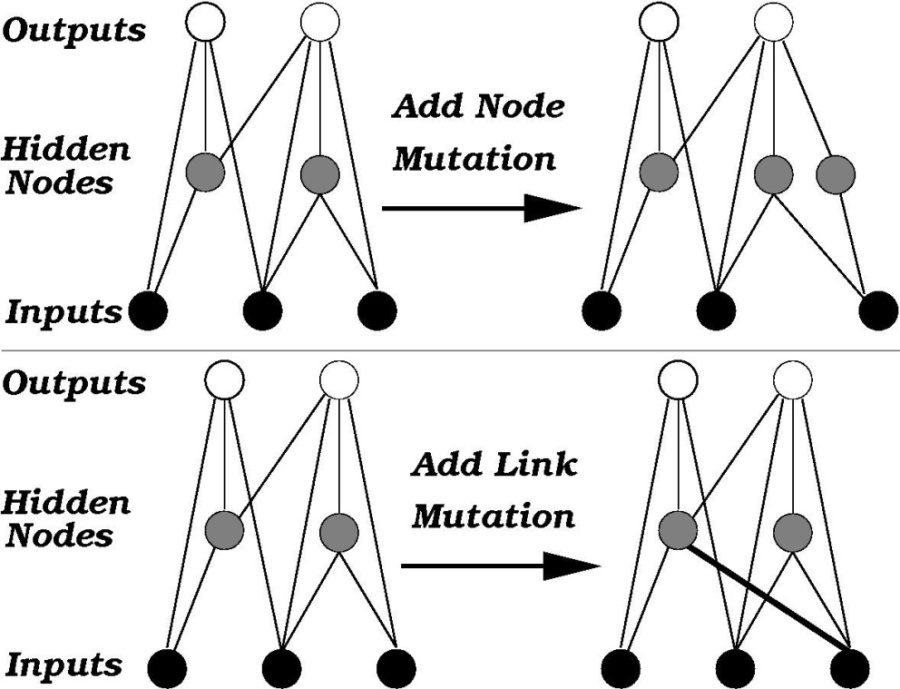 Outputs
Add Node
Mutation
Hidden
Nodes
Inputs
Outputs
Add Link
Mutation
Hidden
Nodes
Inputs